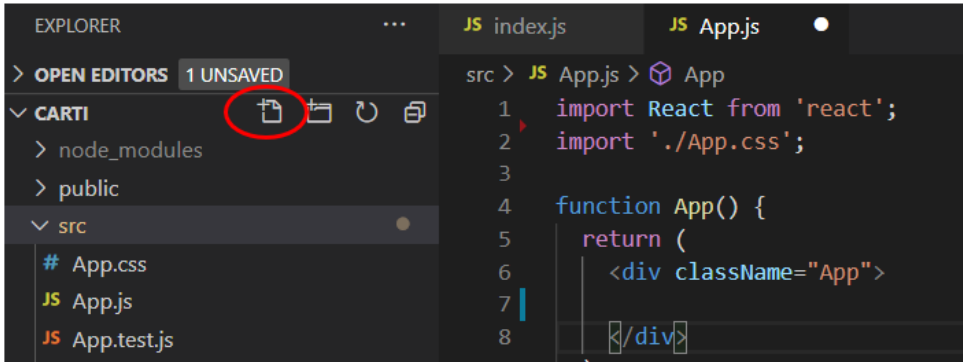 EXPLORER ...
OPEN EDITORS 1 UNSAVED
CARTI
node_modules
public
src
# App.css
JS App.js
JS App.test.js
JS index.js JS App.js
src > JS App.js > App
1 import React from 'react';
2 import './App.css';
3
4 function App() {
5 return (
6 <div className="App">
7
8 </div>